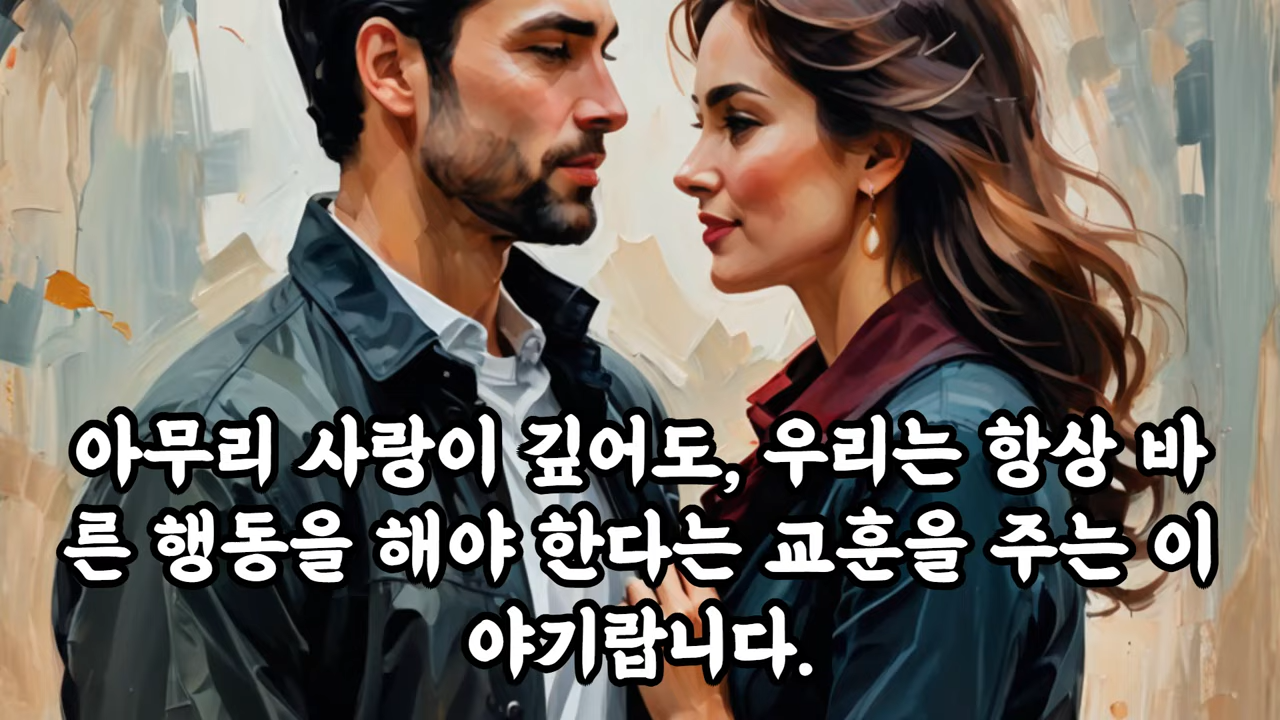 아무리 사랑이 깊어도, 우리는 항상 바
른 행동을 해야 한다는 교훈을 주는 이
야기랍니다.